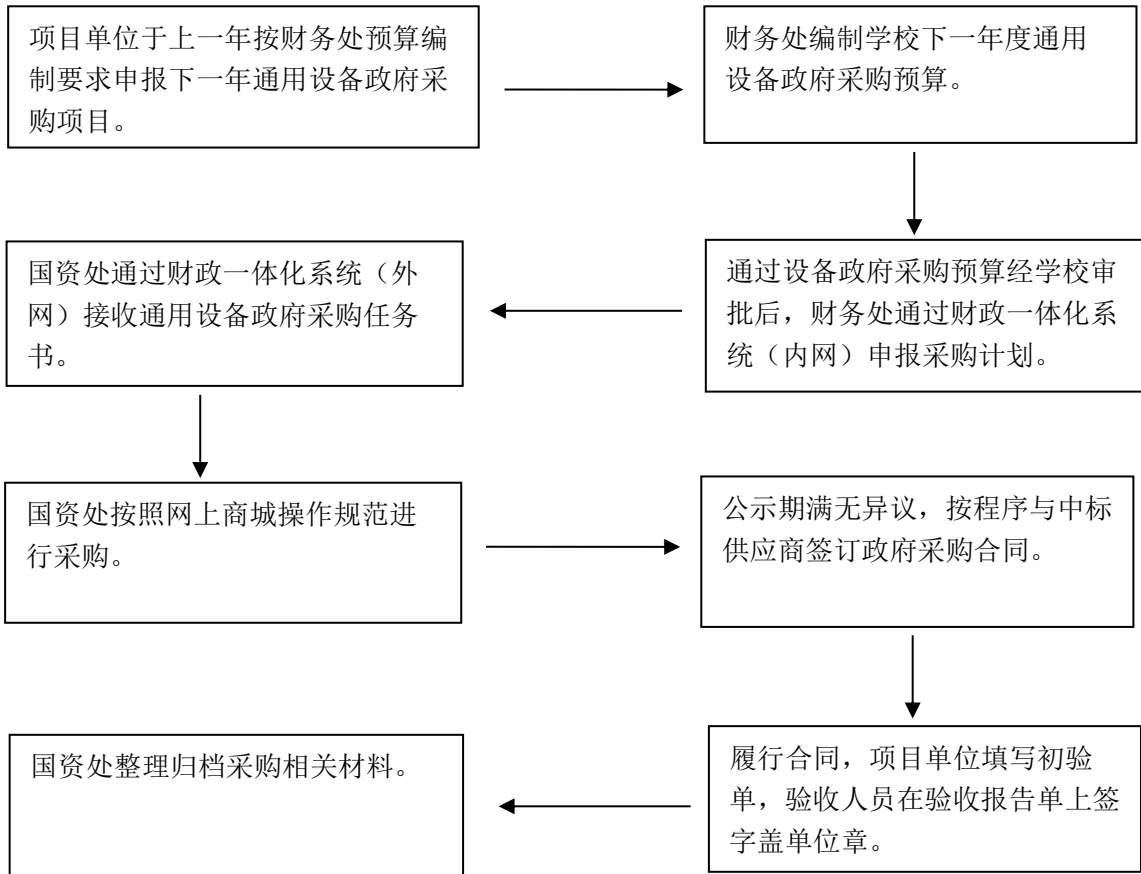 项目单位于上一年按财务处预算编
制要求申报下一年通用设备政府采
购项目。
财务处编制学校下一年度通用
设备政府采购预算。
通过设备政府采购预算经学校审
批后，财务处通过财政一体化系
统（内网）申报采购计划。
国资处通过财政一体化系统（外
网）接收通用设备政府采购任务
书。
国资处按照网上商城操作规范进
行采购。
公示期满无异议，按程序与中标
供应商签订政府采购合同。
履行合同，项目单位填写初验
单，验收人员在验收报告单上签
字盖单位章。
国资处整理归档采购相关材料。